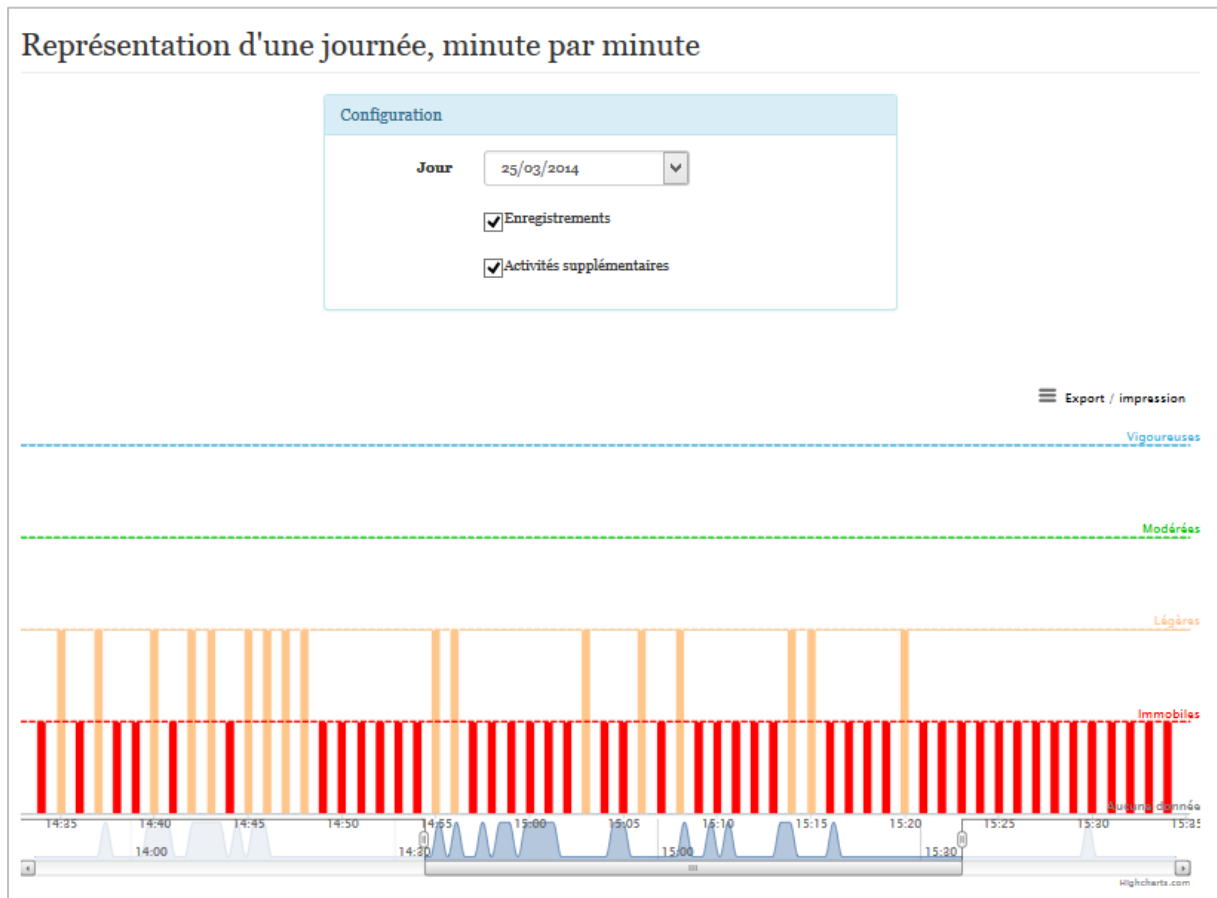 Représentation d'une journée, minute par minute
Configuration
Jour 25/03/2014
Enregistrements
Activités supplémentaires
Export / impression
Vigoureuses
Modérées
Légères
Immobiles
Aucune donnée
14:35 14:40 14:45 14:50 14:55 15:00 15:05 15:10 15:15 15:20 15:25 15:30 15:35
14:00 14:30 15:00 15:30
Highcharts.com